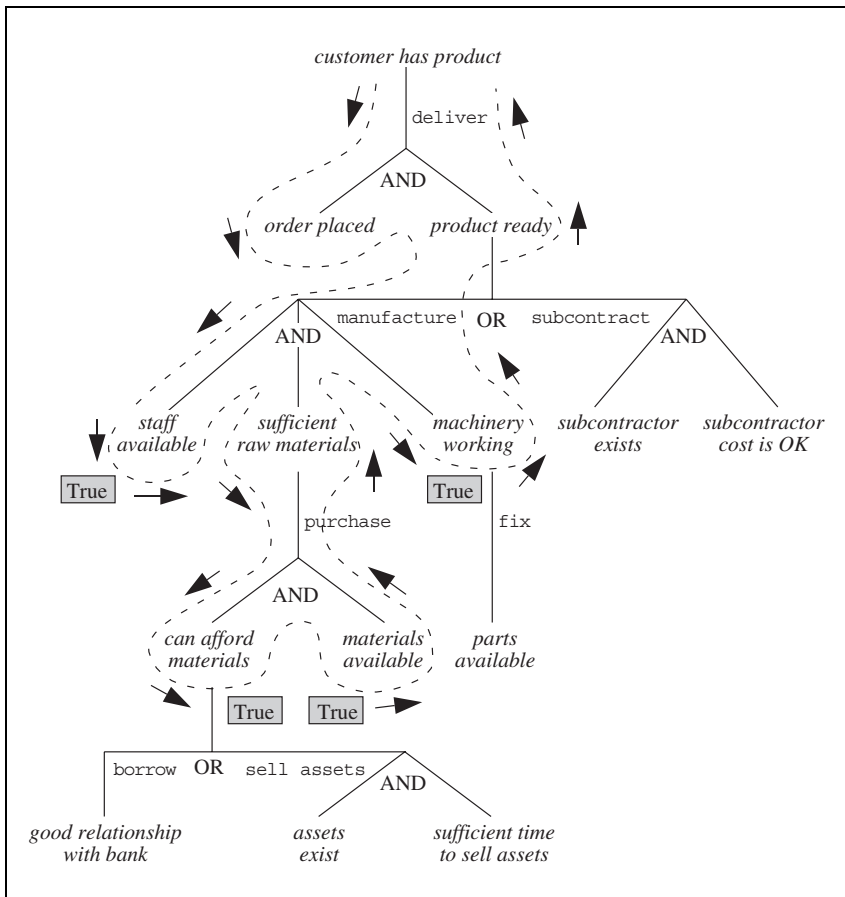 customer has product
deliver
AND
order placed
product ready
manufacture
OR
subcontract
AND
AND
staff
available
sufficient
raw materials
machinery
working
subcontractor
exists
subcontractor
cost is OK
True
True
purchase
fix
AND
can afford
materials
materials
available
parts
available
True
True
borrow
OR
sell assets
AND
good relationship
with bank
assets
exist
sufficient time
to sell assets